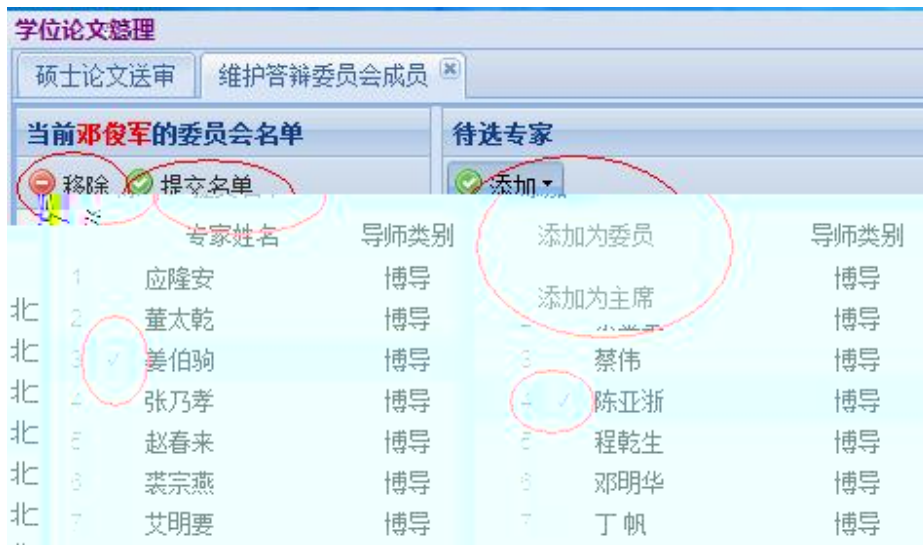 学位论文管理
硕士论文送审 维护答辩委员会成员
当前邓俊军的委员会名单 待选专家
移除 提交名单 添加
专家姓名 导师类别 添加为委员 导师类别
1 应隆安 博导 博导
添加为主席
北 2 董太乾 博导 博导
北 3 姜伯驹 博导 3 蔡伟 博导
北 4 张乃孝 博导 4 陈亚浙 博导
北 5 赵春来 博导 5 程乾生 博导
北 6 裘宗燕 博导 6 邓明华 博导
北 7 艾明要 博导 7 丁帆 博导